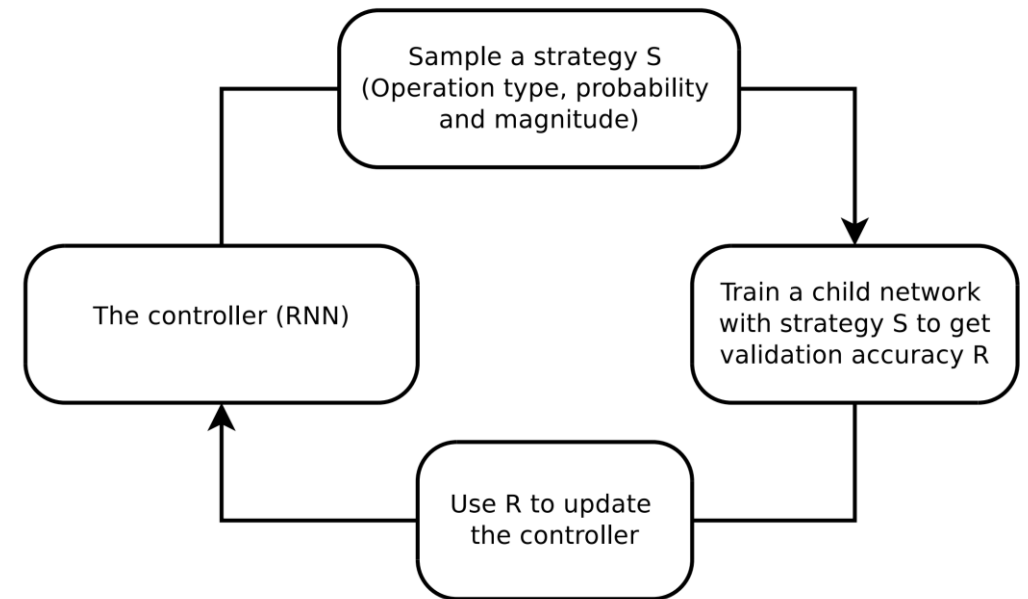 Sample a strategy S
(Operation type, probability
and magnitude)
The controller (RNN)
Train a child network
with strategy S to get
validation accuracy R
Use R to update
the controller